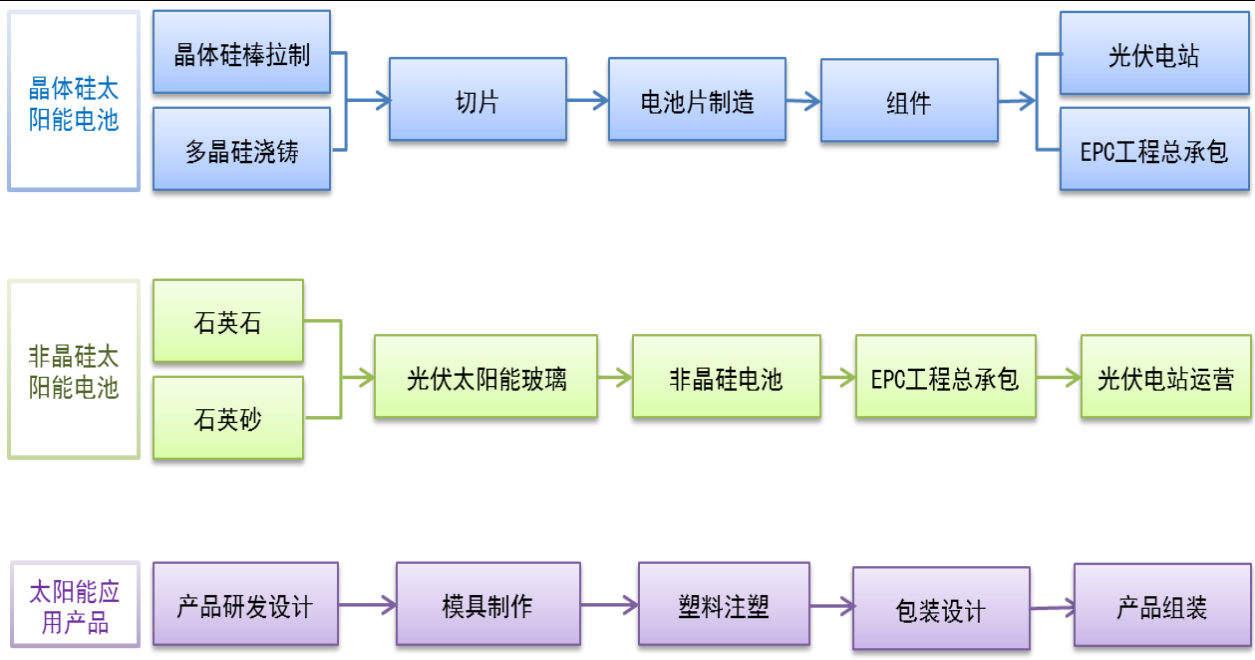 晶体硅太
阳能电池
晶体硅棒拉制
多晶硅浇铸
切片
电池片制造
组件
光伏电站
EPC工程总承包
非晶硅太
阳能电池
石英石
石英砂
光伏太阳能玻璃
非晶硅电池
EPC工程总承包
光伏电站运营
太阳能应
用产品
产品研发设计
模具制作
塑料注塑
包装设计
产品组装